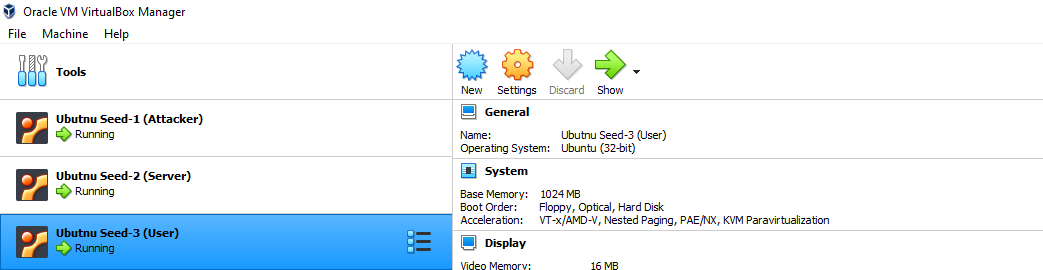 Oracle VM VirtualBox Manager
File Machine Help
Tools
New Settings Discard Show
Ubutnu Seed-1 (Attacker)
Running
Ubutnu Seed-2 (Server)
Running
Ubutnu Seed-3 (User)
Running
General
Name: Ubutnu Seed-3 (User)
Operating System: Ubuntu (32-bit)
System
Base Memory: 1024 MB
Boot Order: Floppy, Optical, Hard Disk
Acceleration: VT-x/AMD-V, Nested Paging, PAE/NX, KVM Paravirtualization
Display
Video Memory: 16 MB